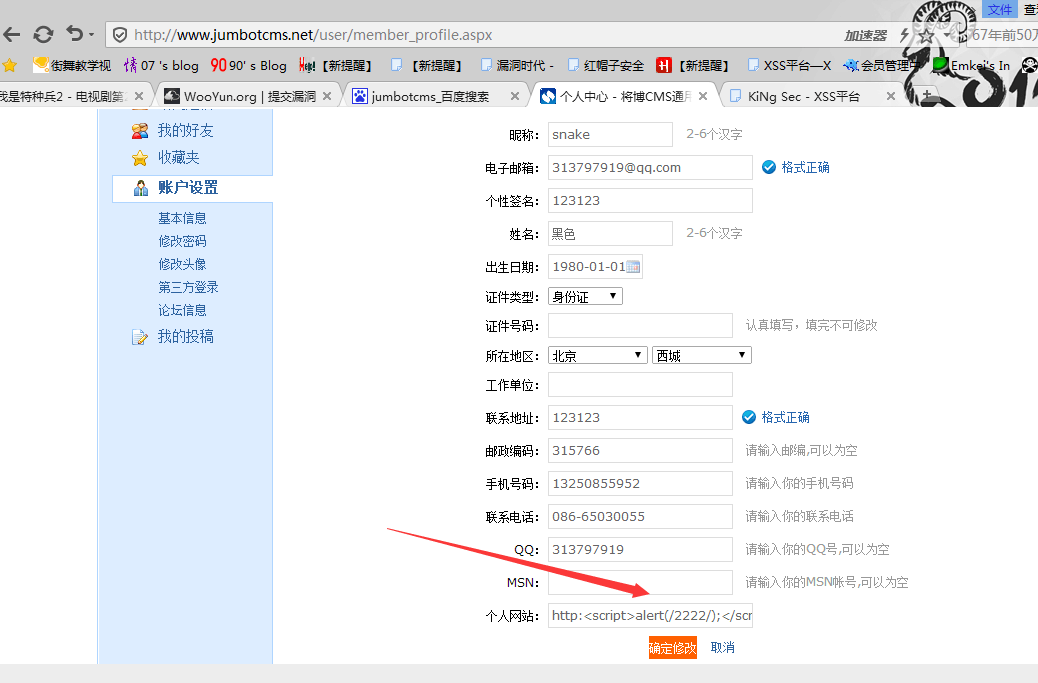 文件 查看
http://www.jumbotcms.net/user/member_profile.aspx 加速器 67年前50万
街舞教学视 情 07 's blog 90 90' s Blog 【新提醒】 【新提醒】 漏洞时代 - 红帽子安全 H 【新提醒】 XSS平台—X 会员管理中 Emkei's In
我是特种兵2 - 电视剧第 WooYun.org | 提交漏洞 jumbotcms_百度搜索 个人中心 - 将博CMS通用 KiNg Sec - XSS平台
我的好友
收藏夹
账户设置
基本信息
修改密码
修改头像
第三方登录
论坛信息
我的投稿
昵称: snake 2-6个汉字
电子邮箱: 313797919@qq.com 格式正确
个性签名: 123123
姓名: 黑色 2-6个汉字
出生日期: 1980-01-01
证件类型: 身份证
证件号码: 认真填写，填完不可修改
所在地区: 北京 西城
工作单位:
联系地址: 123123 格式正确
邮政编码: 315766 请输入邮编,可以为空
手机号码: 13250855952 请输入你的手机号码
联系电话: 086-65030055 请输入你的联系电话
QQ: 313797919 请输入你的QQ号,可以为空
MSN: 请输入你的MSN帐号,可以为空
个人网站: http:<script>alert(/2222/);</scr
确定修改 取消